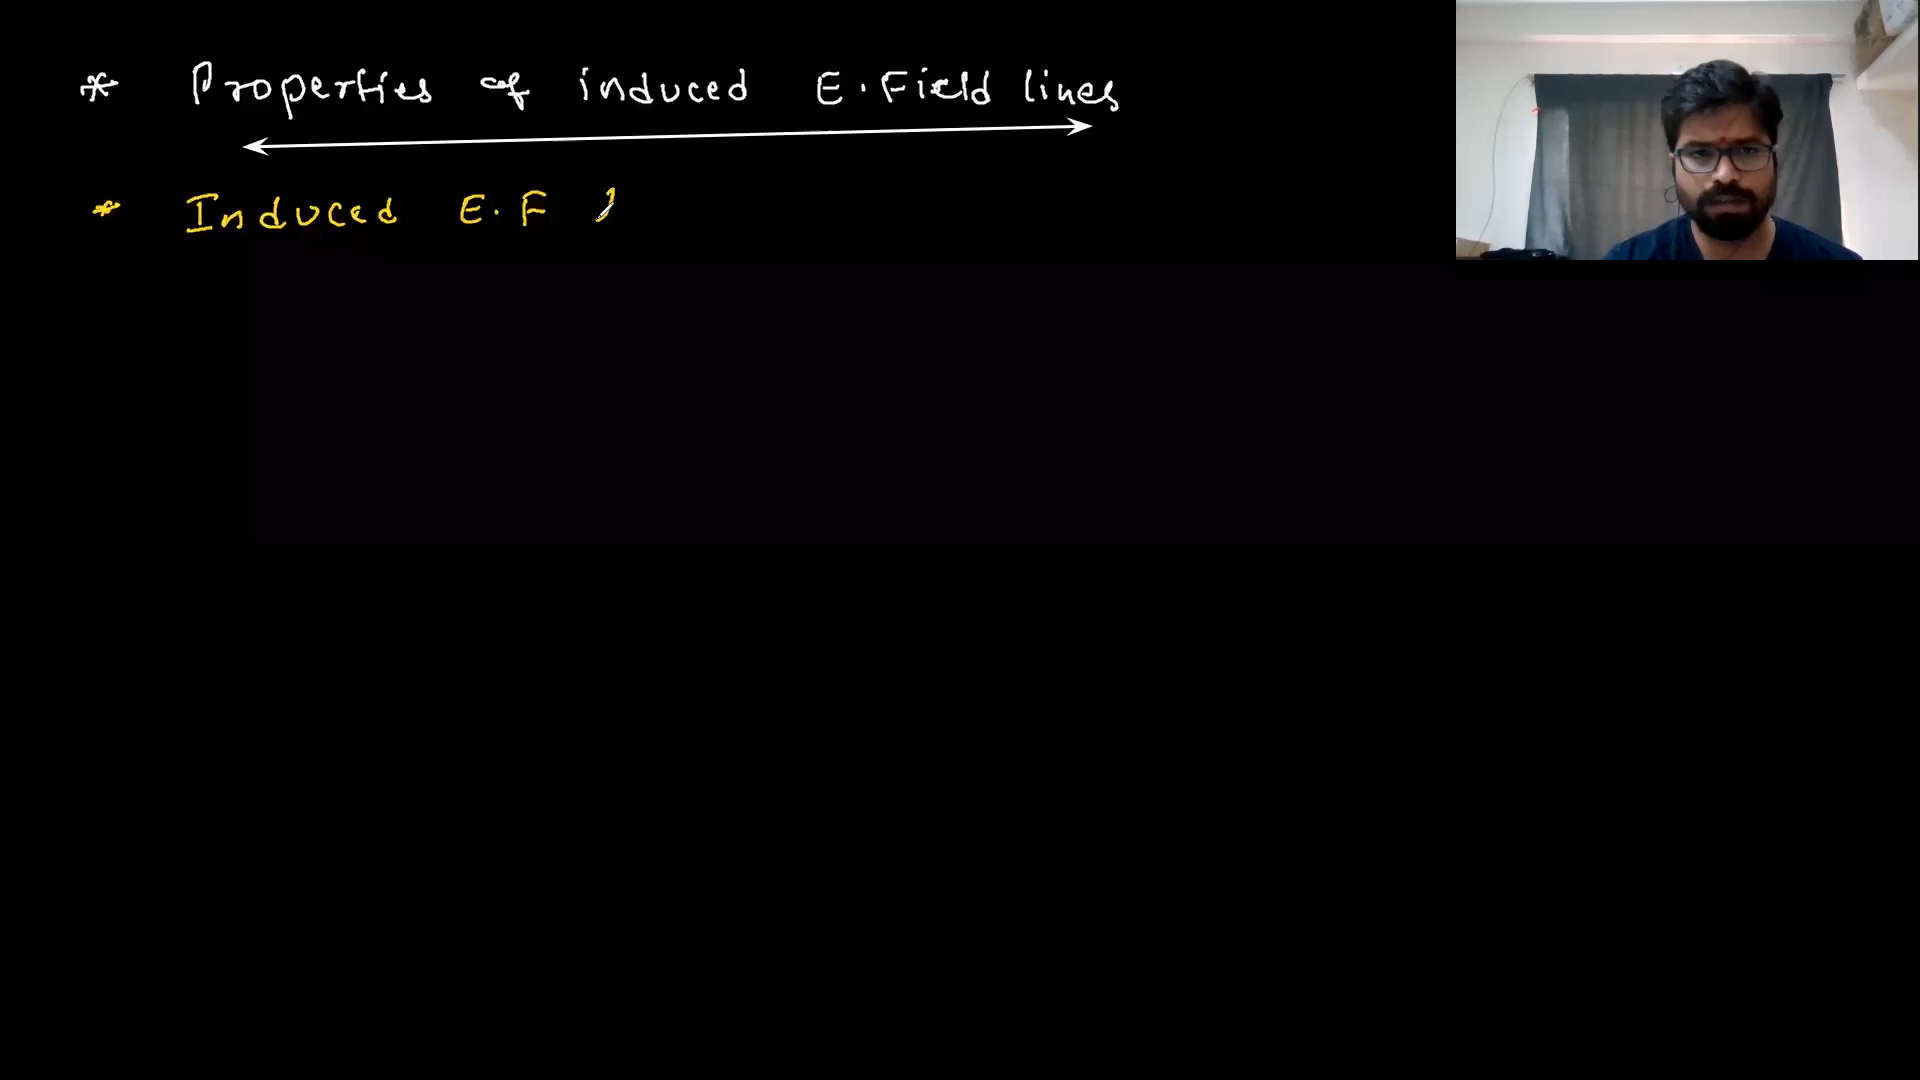 * Properties of induced E.Field lines
* Induced E.F